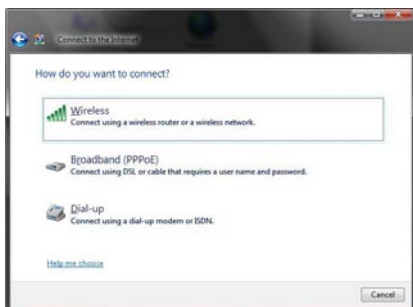 Connect to the Internet
How do you want to connect?
Wireless
Connect using a wireless router or a wireless network.
Broadband (PPPoE)
Connect using DSL or cable that requires a user name and password.
Dial-up
Connect using a dial-up modem or ISDN.
Help me choose
Cancel